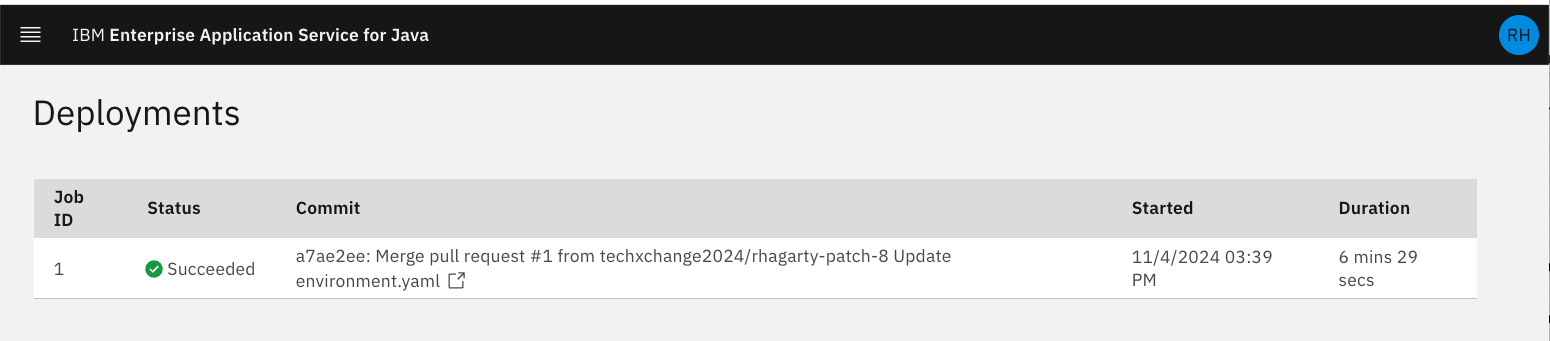 IBM Enterprise Application Service for Java
RH
Deployments
Job
ID
Status
Commit
Started
Duration
1
Succeeded
a7ae2ee: Merge pull request #1 from techxchange2024/rhagarty-patch-8 Update
environment.yaml
11/4/2024 03:39
PM
6 mins 29
secs